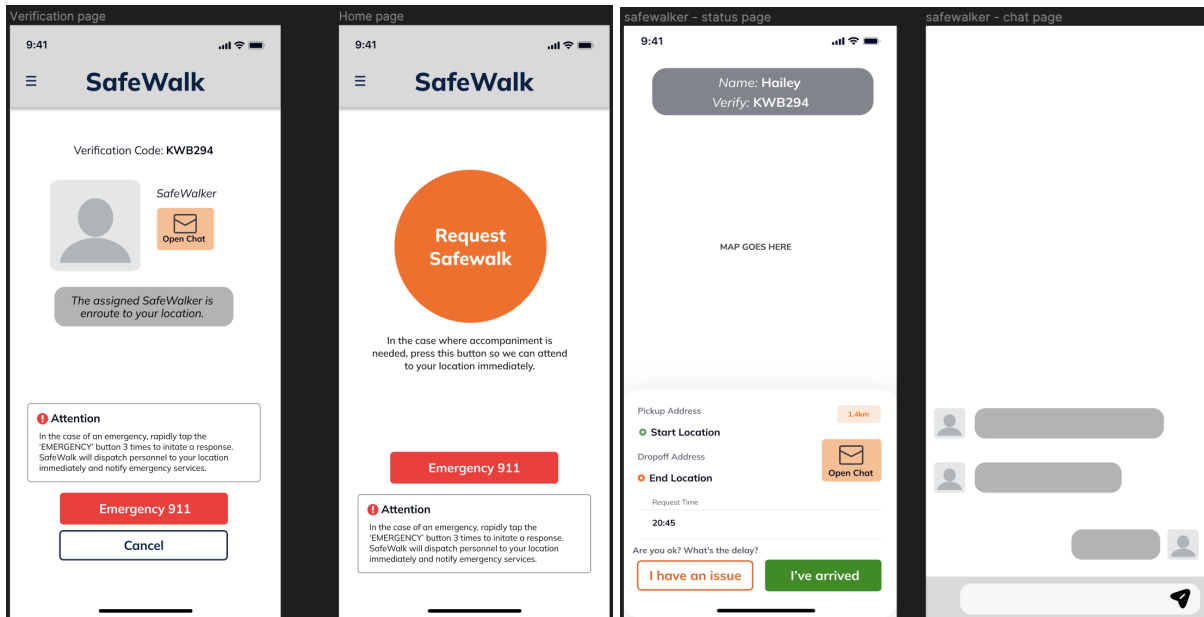 Verification page
9:41
☰ SafeWalk
Verification Code: KWB294
SafeWalker
Open Chat
The assigned SafeWalker is
enroute to your location.
Attention
In the case of an emergency, rapidly tap the
'EMERGENCY' button 3 times to initate a response.
SafeWalk will dispatch personnel to your location
immediately and notify emergency services.
Emergency 911
Cancel
Home page
9:41
☰ SafeWalk
Request
Safewalk
In the case where accompaniment is
needed, press this button so we can attend
to your location immediately.
Emergency 911
Attention
In the case of an emergency, rapidly tap the
'EMERGENCY' button 3 times to initate a response.
SafeWalk will dispatch personnel to your location
immediately and notify emergency services.
safewalker - status page
9:41
Name: Hailey
Verify: KWB294
MAP GOES HERE
Pickup Address
1.4km
Start Location
Dropoff Address
Open Chat
End Location
Request Time
20:45
Are you ok? What's the delay?
I have an issue
I've arrived
safewalker - chat page